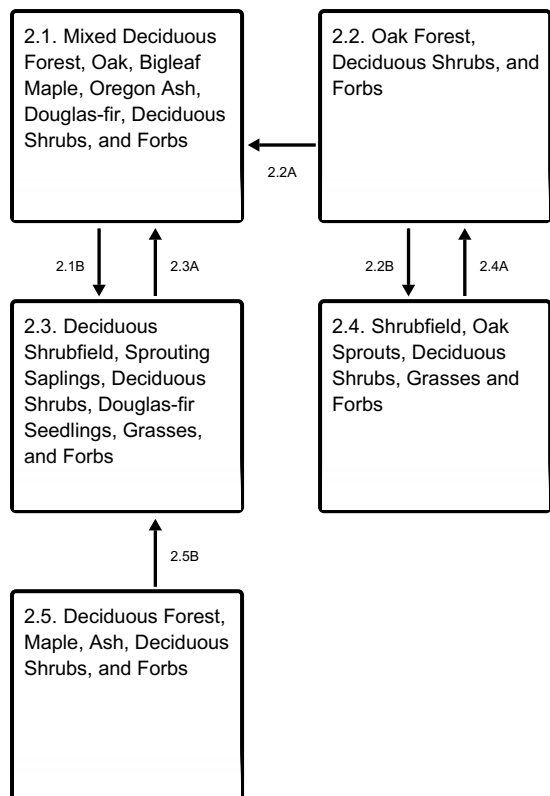 2.1. Mixed Deciduous
Forest, Oak, Bigleaf
Maple, Oregon Ash,
Douglas-fir, Deciduous
Shrubs, and Forbs
2.2. Oak Forest,
Deciduous Shrubs, and
Forbs
2.2A
2.1B
2.3A
2.2B
2.4A
2.3. Deciduous
Shrubfield, Sprouting
Saplings, Deciduous
Shrubs, Douglas-fir
Seedlings, Grasses,
and Forbs
2.4. Shrubfield, Oak
Sprouts, Deciduous
Shrubs, Grasses and
Forbs
2.5B
2.5. Deciduous Forest,
Maple, Ash, Deciduous
Shrubs, and Forbs